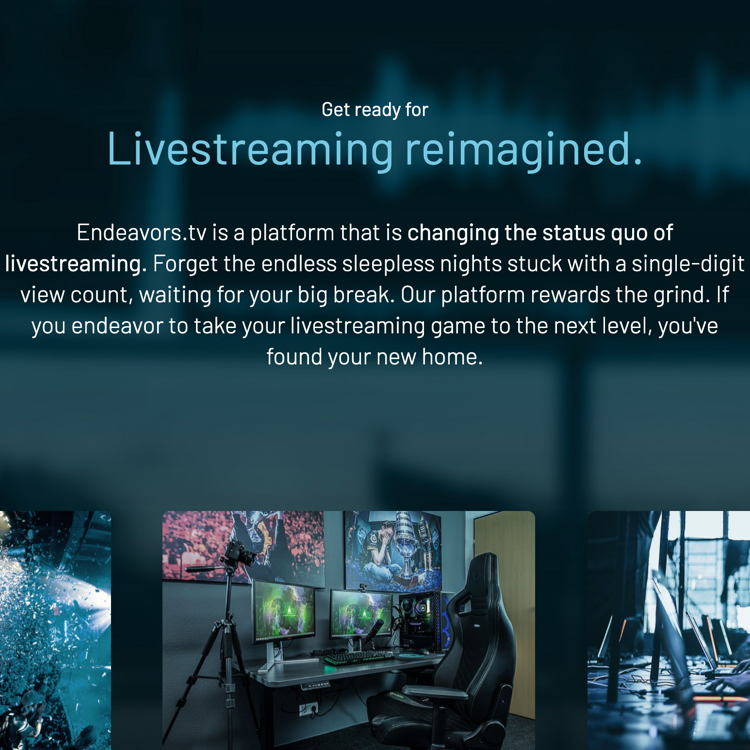 Get ready for
Livestreaming reimagined.
Endeavors.tv is a platform that is changing the status quo of
livestreaming. Forget the endless sleepless nights stuck with a single-digit
view count, waiting for your big break. Our platform rewards the grind. If
you endeavor to take your livestreaming game to the next level, you've
found your new home.